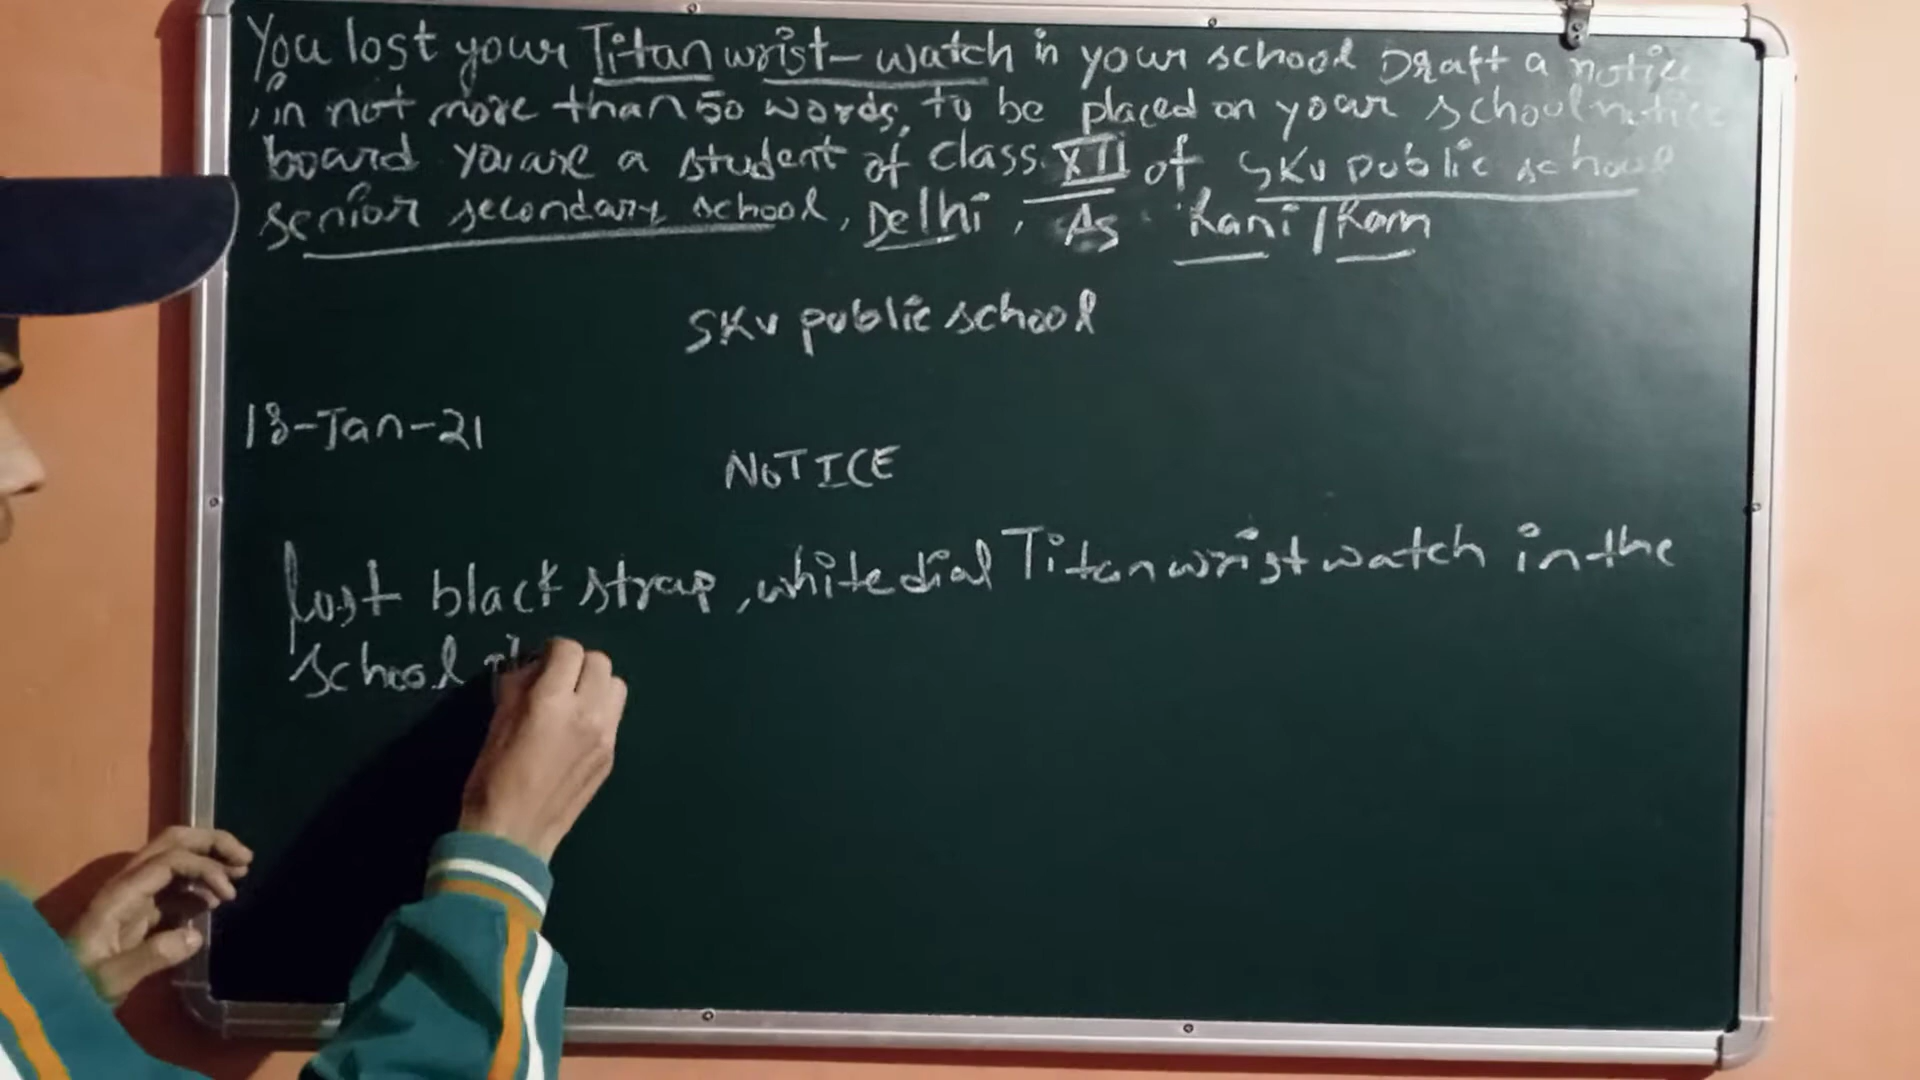 You lost your Titan wrist-watch in your school Draft a notice
, in not more than 50 words, to be placed on your school notice
board you are a student of class XII of SKV public school
senior secondary school, Delhi, As Rani / Ram
SKV public school
13-Jan-21
NOTICE
lost black strap, white dial Titan wrist watch in the
school